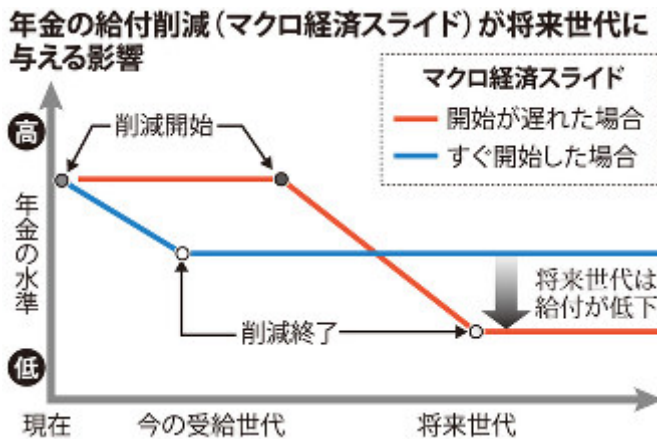 年金の給付削減(マクロ経済スライド)が将来世代に
与える影響
マクロ経済スライド
開始が遅れた場合
すぐ開始した場合
高
削減開始
年金の水準
将来世代は
給付が低下
削減終了
低
現在
今の受給世代
将来世代